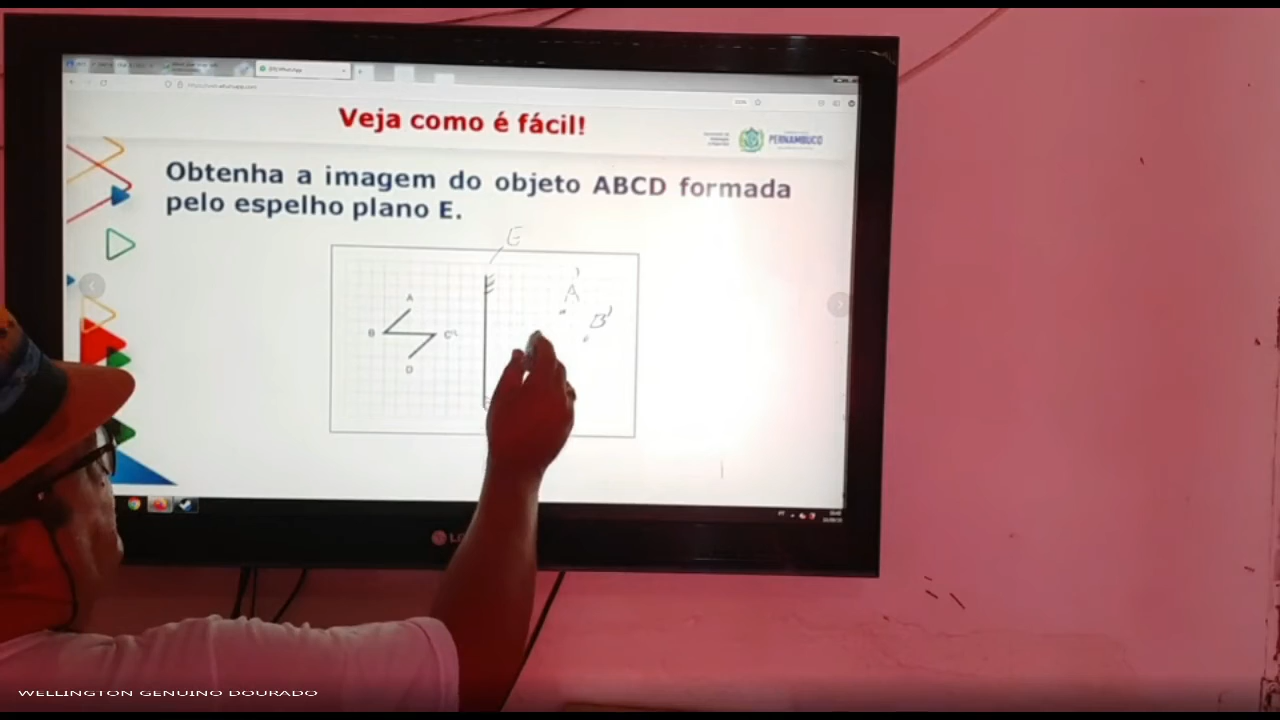 Veja como é fácil!
PERNAMBUCO
Obtenha a imagem do objeto ABCD formada
pelo espelho plano E.
E
A'
A
B'
B
C
D
LG
WELLINGTON GENUINO DOURADO